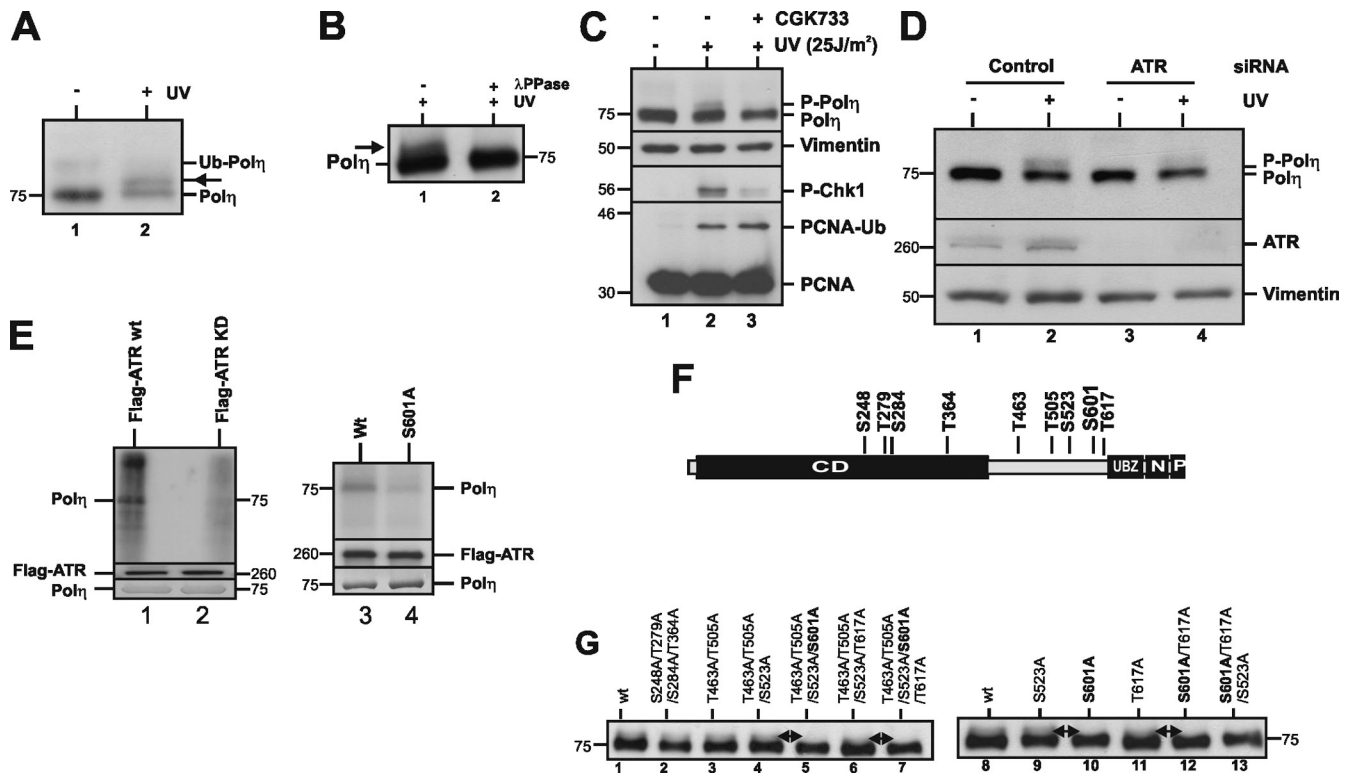 A
- + UV
Ub-Polη
75 Polη
1 2
B
- + λPPase
+ + UV
Polη 75
1 2
C
- - + CGK733
- + + UV (25J/m²)
P-Polη
75 Polη
50 Vimentin
56 P-Chk1
46
PCNA-Ub
PCNA
30
1 2 3
D
Control ATR siRNA
- + - + UV
P-Polη
75 Polη
260 ATR
50 Vimentin
1 2 3 4
E
Flag-ATR wt
Flag-ATR KD
Polη 75
Flag-ATR 260
Polη 75
1 2
Wt
S601A
75 Polη
260 Flag-ATR
75 Polη
3 4
F
S248
T279
S284
T364
T463
T505
S523
S601
T617
CD UBZ N P
G
wt
S248A/T279A
/S284A/T364A
T463A/T505A
T463A/T505A
/S523A
T463A/T505A
/S523A/S601A
T463A/T505A
/S523A/T617A
T463A/T505A
/S523A/S601A
/T617A
75
1 2 3 4 5 6 7
wt
S523A
S601A
T617A
S601A/T617A
S601A/T617A
/S523A
75
8 9 10 11 12 13